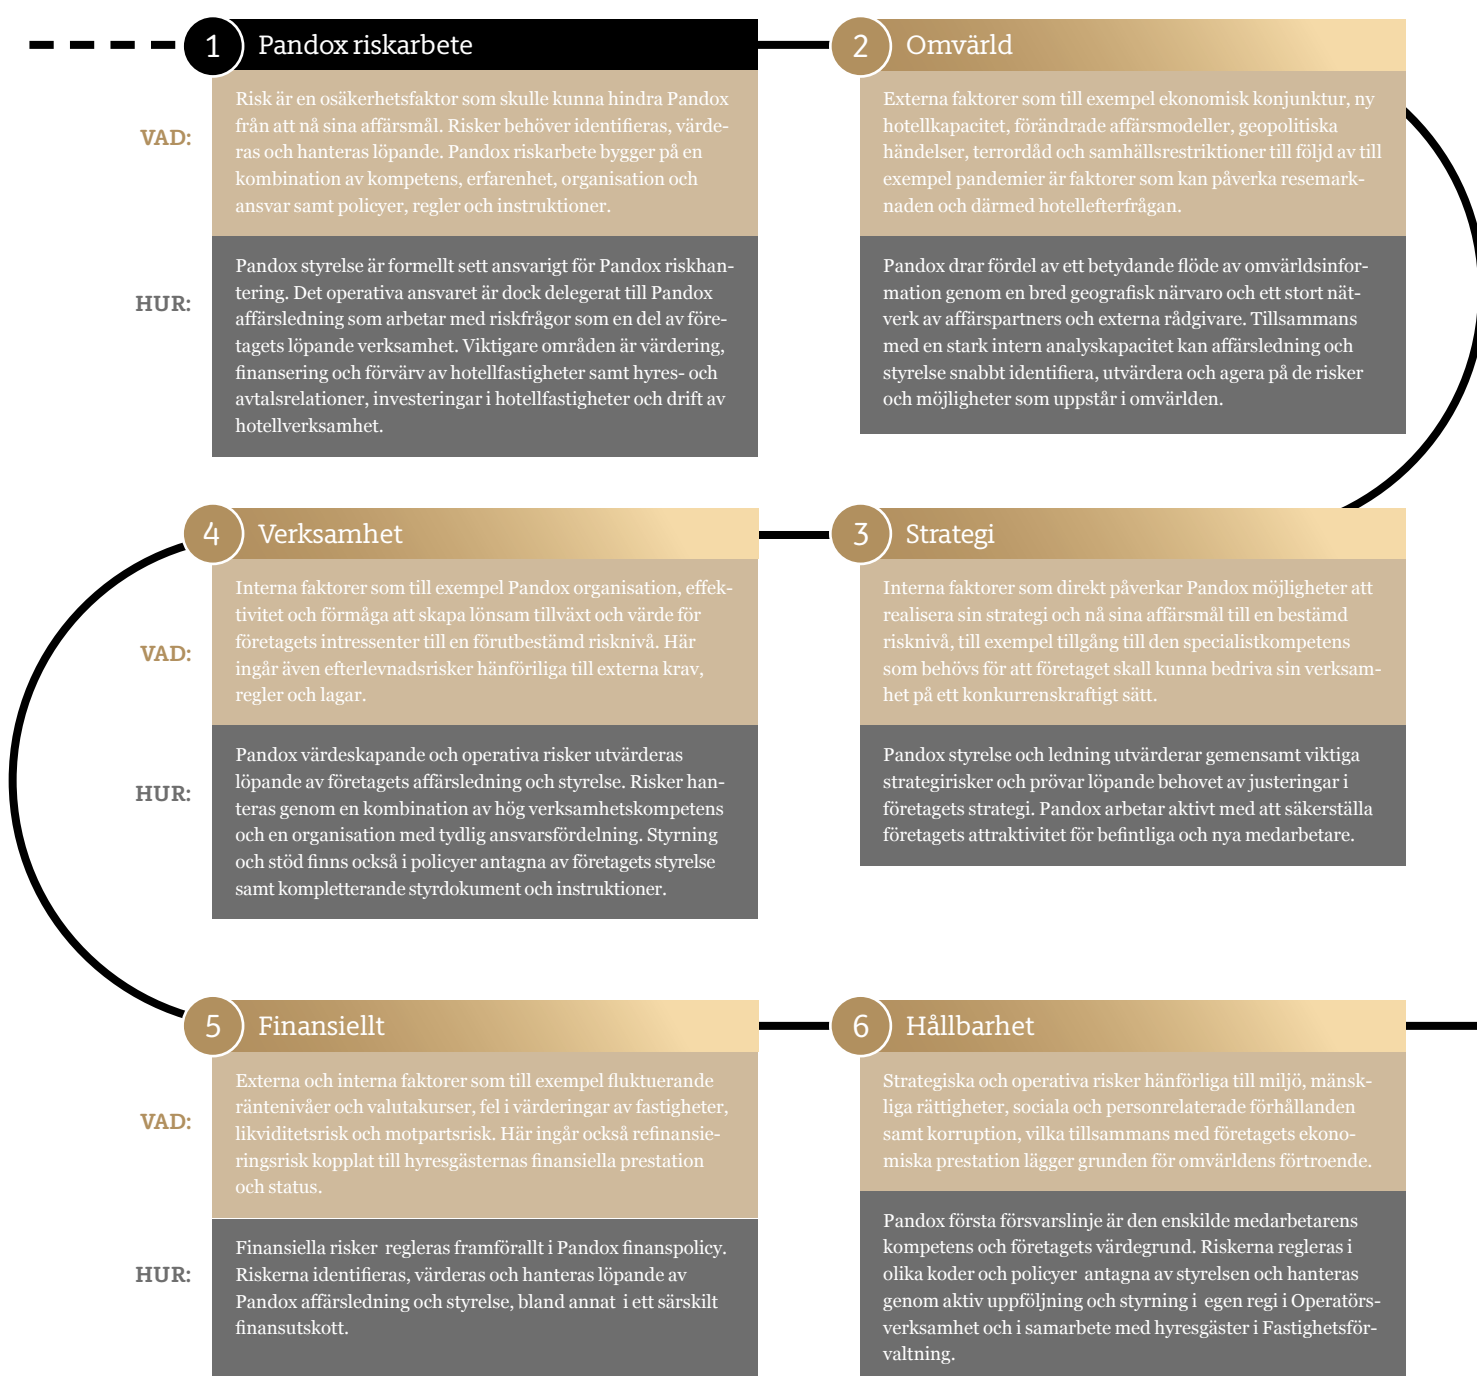 1 Pandox riskarbete
VAD:
Risk är en osäkerhetsfaktor som skulle kunna hindra Pandox
från att nå sina affärsmål. Risker behöver identifieras, värde-
ras och hanteras löpande. Pandox riskarbete bygger på en
kombination av kompetens, erfarenhet, organisation och
ansvar samt policyer, regler och instruktioner.
HUR:
Pandox styrelse är formellt sett ansvarigt för Pandox riskhan-
tering. Det operativa ansvaret är dock delegerat till Pandox
affärsledning som arbetar med riskfrågor som en del av före-
tagets löpande verksamhet. Viktigare områden är värdering,
finansering och förvärv av hotellfastigheter samt hyres- och
avtalsrelationer, investeringar i hotellfastigheter och drift av
hotellverksamhet.
2 Omvärld
Externa faktorer som till exempel ekonomisk konjunktur, ny
hotellkapacitet, förändrade affärsmodeller, geopolitiska
händelser, terrordåd och samhällsrestriktioner till följd av till
exempel pandemier är faktorer som kan påverka resemark-
naden och därmed hotellefterfrågan.
Pandox drar fördel av ett betydande flöde av omvärldsinfor-
mation genom en bred geografisk närvaro och ett stort nät-
verk av affärspartners och externa rådgivare. Tillsammans
med en stark intern analyskapacitet kan affärsledning och
styrelse snabbt identifiera, utvärdera och agera på de risker
och möjligheter som uppstår i omvärlden.
3 Strategi
Interna faktorer som direkt påverkar Pandox möjligheter att
realisera sin strategi och nå sina affärsmål till en bestämd
risknivå, till exempel tillgång till den specialistkompetens
som behövs för att företaget skall kunna bedriva sin verksam-
het på ett konkurrenskraftigt sätt.
Pandox styrelse och ledning utvärderar gemensamt viktiga
strategirisker och prövar löpande behovet av justeringar i
företagets strategi. Pandox arbetar aktivt med att säkerställa
företagets attraktivitet för befintliga och nya medarbetare.
4 Verksamhet
VAD:
Interna faktorer som till exempel Pandox organisation, effek-
tivitet och förmåga att skapa lönsam tillväxt och värde för
företagets intressenter till en förutbestämd risknivå. Här
ingår även efterlevnadsrisker hänföriliga till externa krav,
regler och lagar.
HUR:
Pandox värdeskapande och operativa risker utvärderas
löpande av företagets affärsledning och styrelse. Risker han-
teras genom en kombination av hög verksamhetskompetens
och en organisation med tydlig ansvarsfördelning. Styrning
och stöd finns också i policyer antagna av företagets styrelse
samt kompletterande styrdokument och instruktioner.
5 Finansiellt
VAD:
Externa och interna faktorer som till exempel fluktuerande
räntenivåer och valutakurser, fel i värderingar av fastigheter,
likviditetsrisk och motpartsrisk. Här ingår också refinansie-
ringsrisk kopplat till hyresgästernas finansiella prestation
och status.
HUR:
Finansiella risker regleras framförallt i Pandox finanspolicy.
Riskerna identifieras, värderas och hanteras löpande av
Pandox affärsledning och styrelse, bland annat i ett särskilt
finansutskott.
6 Hållbarhet
Strategiska och operativa risker hänförliga till miljö, mänsk-
liga rättigheter, sociala och personrelaterade förhållanden
samt korruption, vilka tillsammans med företagets ekono-
miska prestation lägger grunden för omvärldens förtroende.
Pandox första försvarslinje är den enskilde medarbetarens
kompetens och företagets värdegrund. Riskerna regleras i
olika koder och policyer antagna av styrelsen och hanteras
genom aktiv uppföljning och styrning i egen regi i Operatörs-
verksamhet och i samarbete med hyresgäster i Fastighetsför-
valtning.